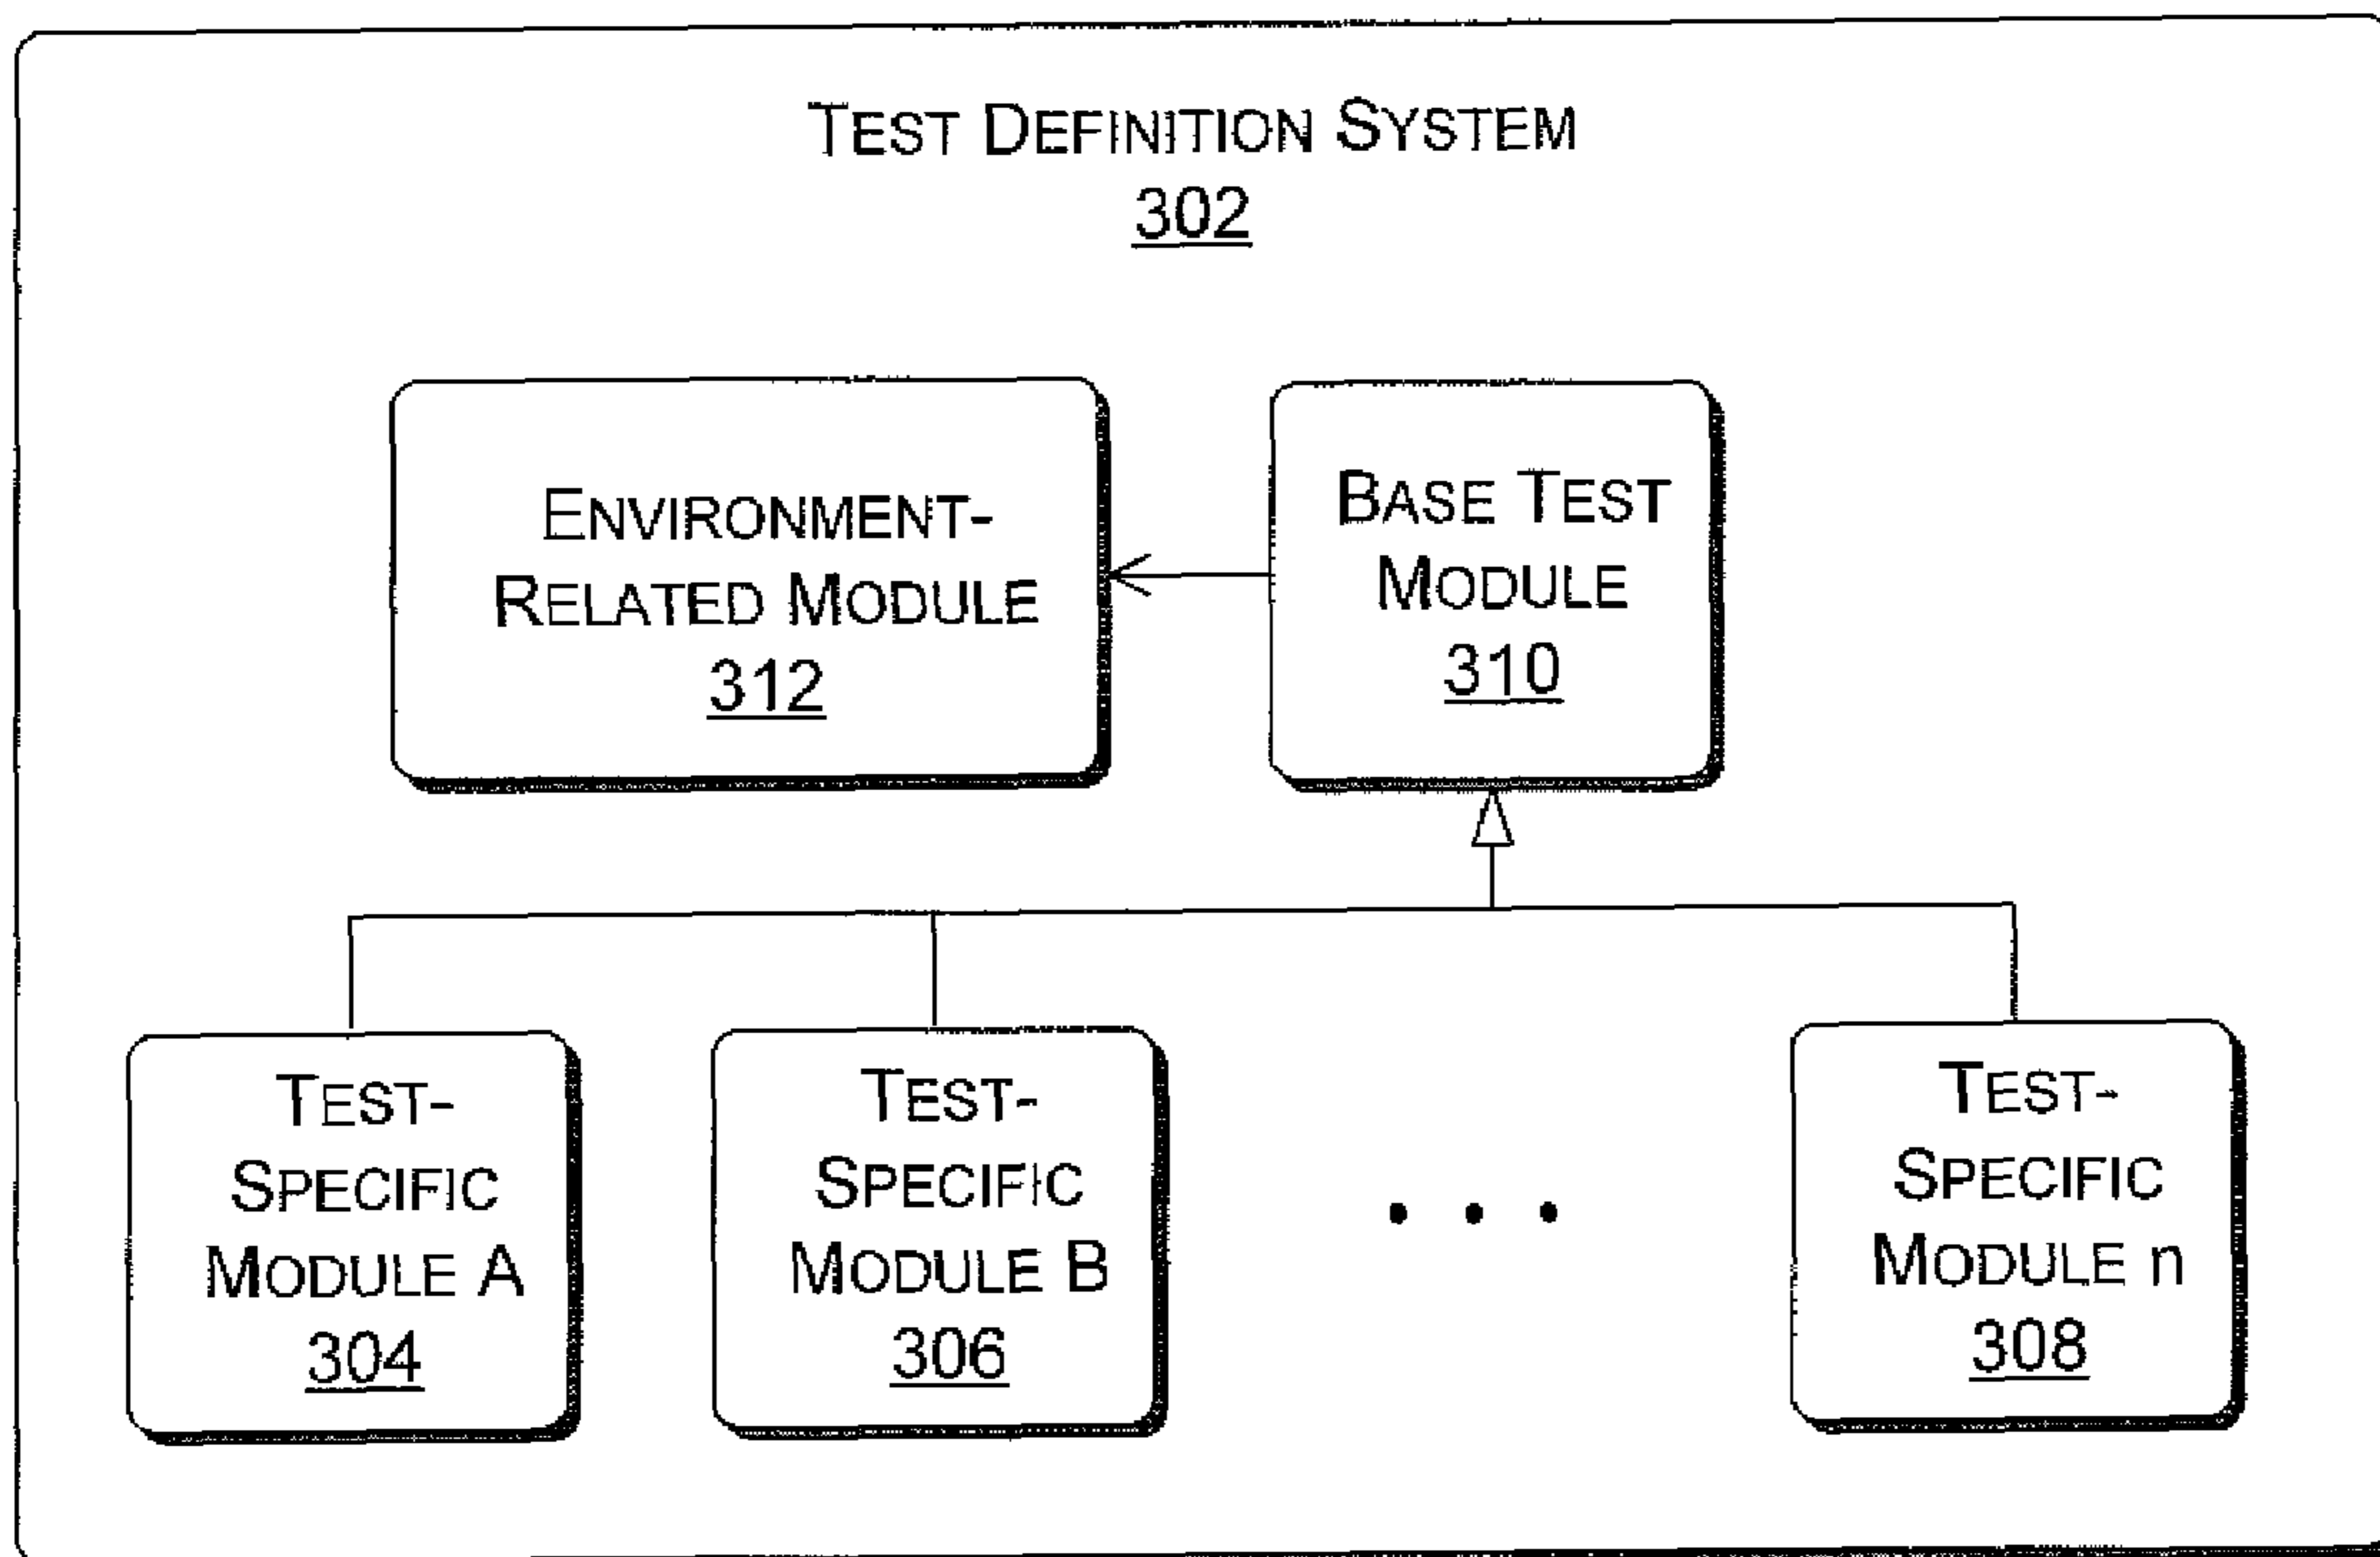 TEST DEFINITION SYSTEM
302
ENVIRONMENT-
RELATED MODULE
312
BASE TEST
MODULE
310
TEST-
SPECIFIC
MODULE A
304
TEST-
SPECIFIC
MODULE B
306
• • •
TEST-
SPECIFIC
MODULE n
308